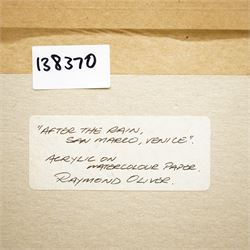 138370
"AFTER THE RAIN,
SAN MARCO, VENICE".
ACRYLIC ON
WATERCOLOUR PAPER.
RAYMOND OLIVER.